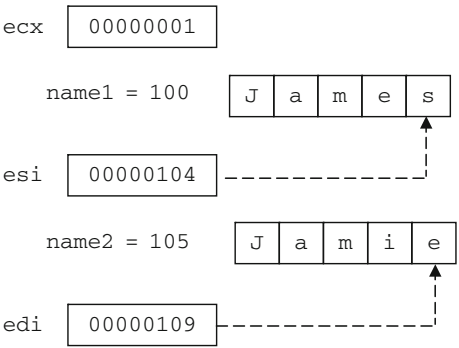 ecx 00000001
name1 = 100 J a m e s
esi 00000104
name2 = 105 J a m i e
edi 00000109